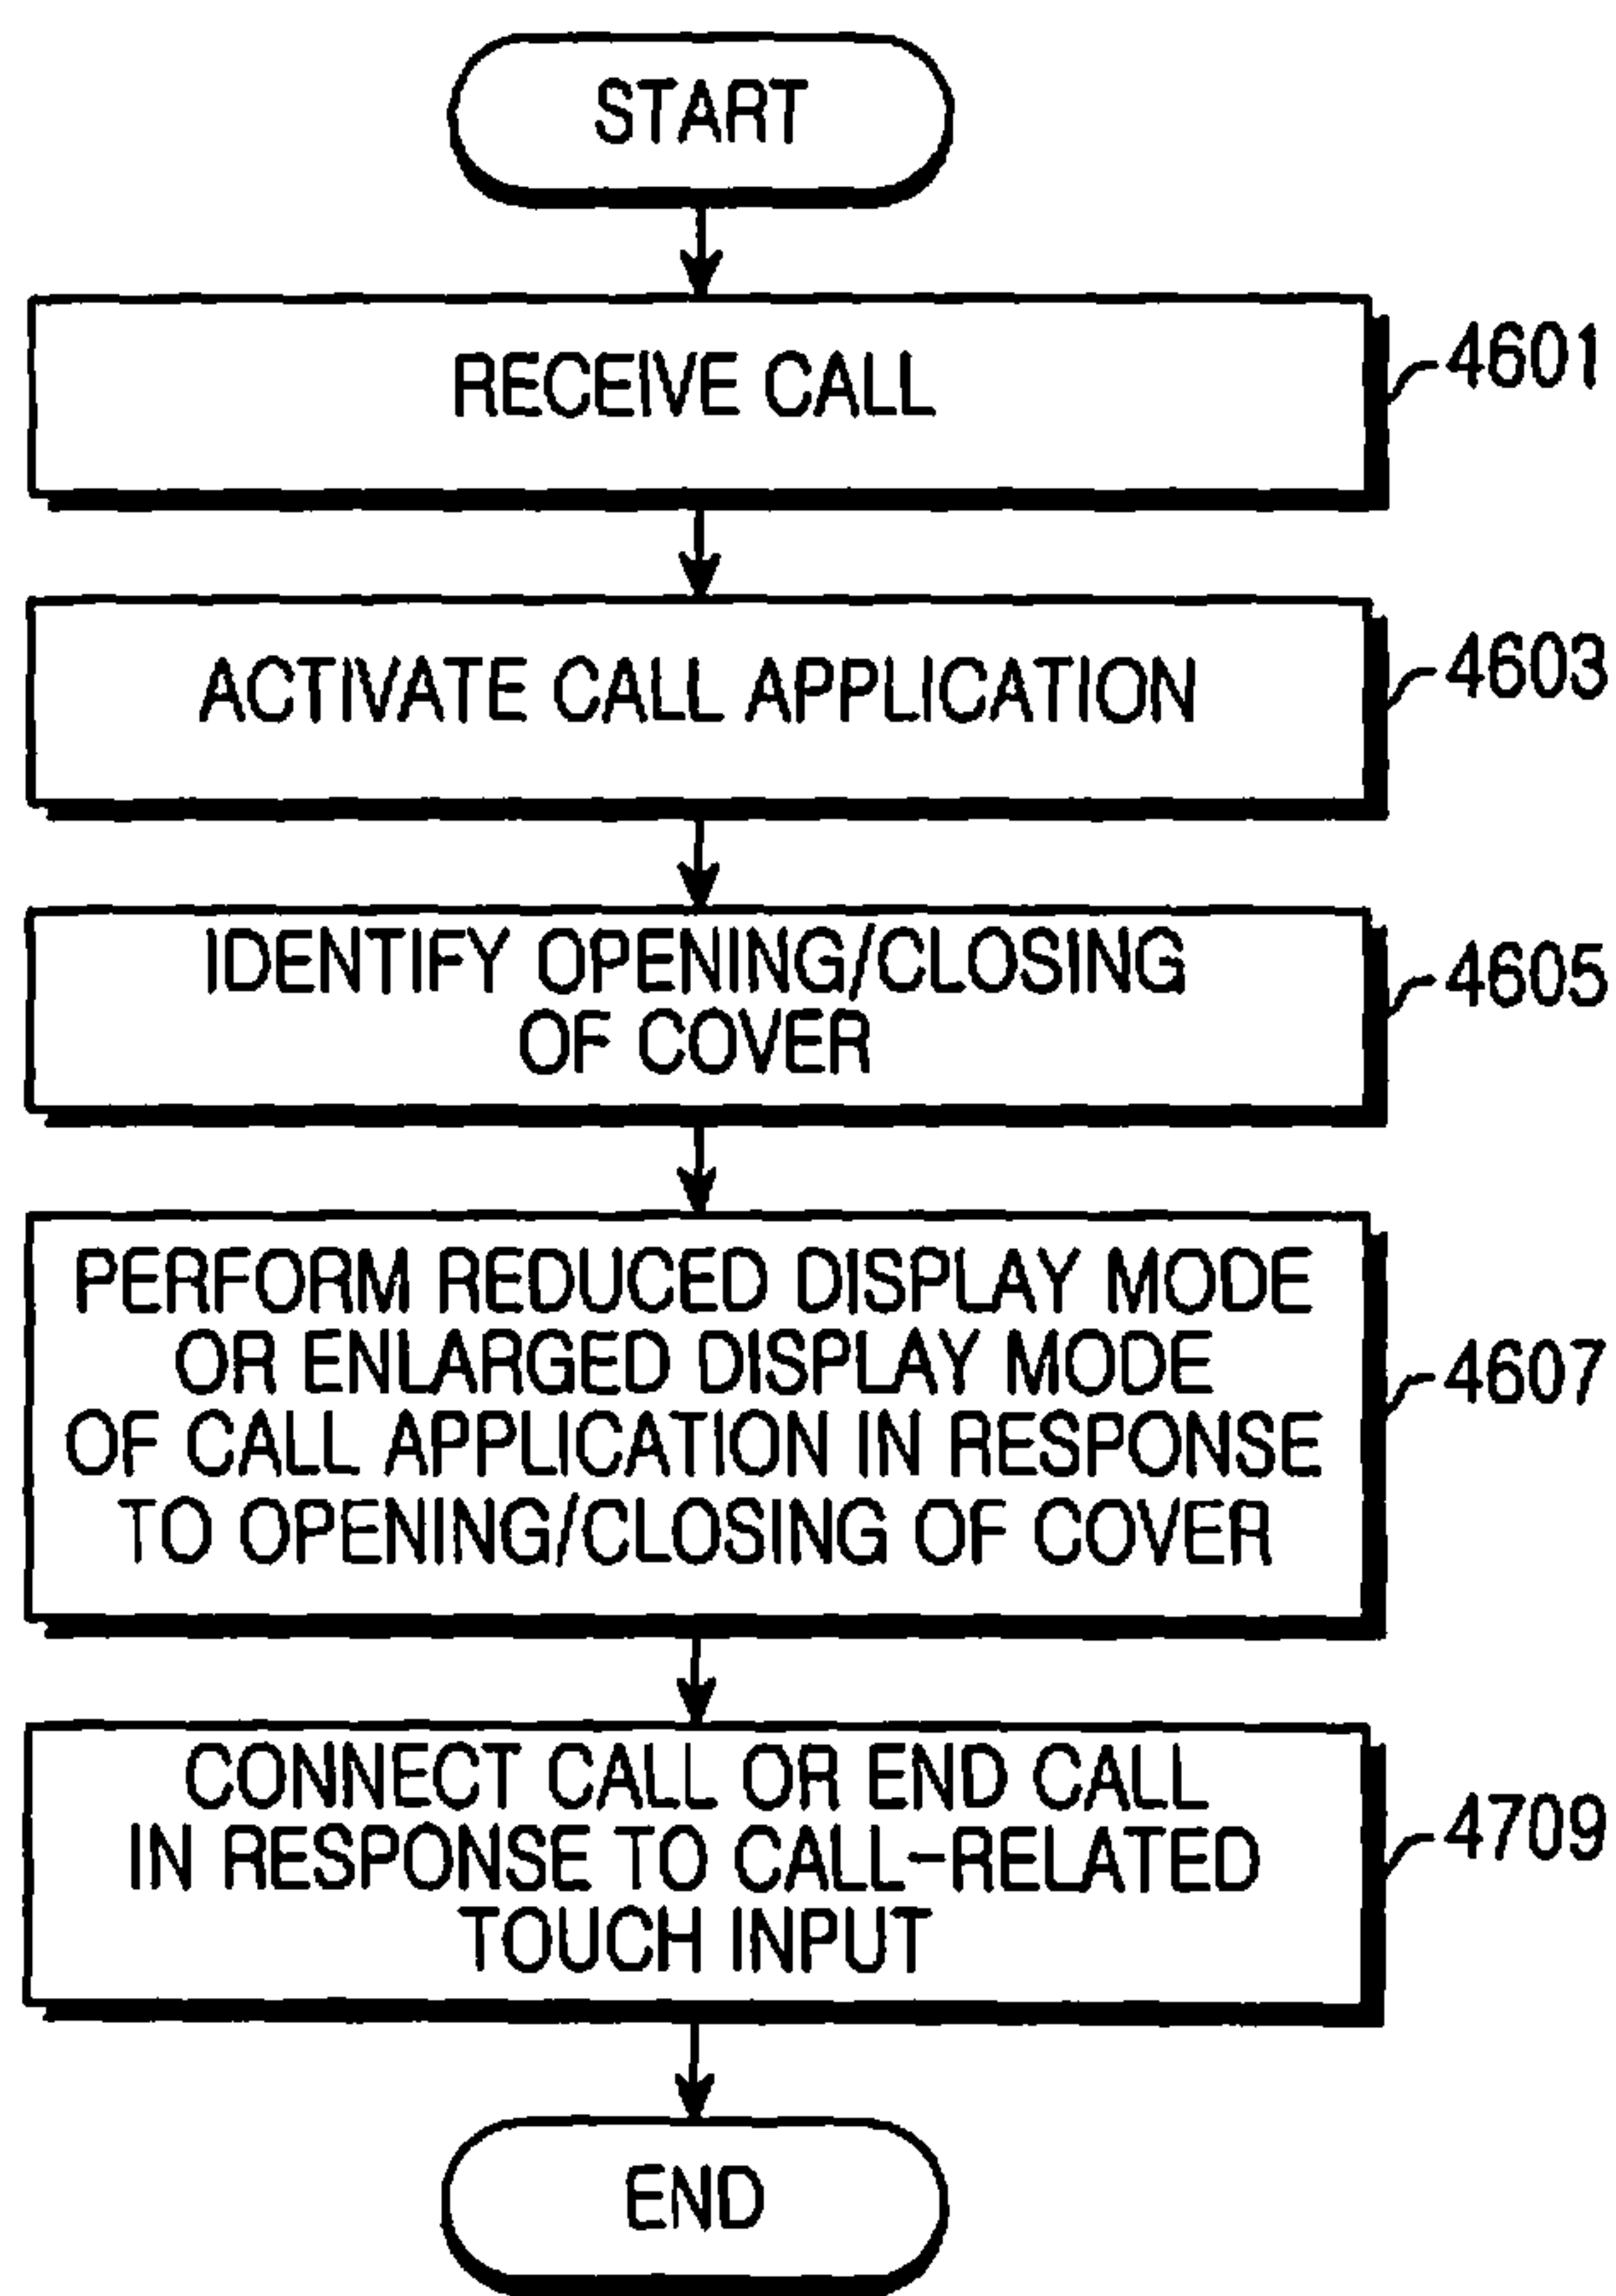 START
RECEIVE CALL
4601
ACTIVATE CALL APPLICATION
4603
IDENTIFY OPENING/CLOSING
OF COVER
4605
PERFORM REDUCED DISPLAY MODE
OR ENLARGED DISPLAY MODE
OF CALL APPLICATION IN RESPONSE
TO OPENING/CLOSING OF COVER
4607
CONNECT CALL OR END CALL
IN RESPONSE TO CALL-RELATED
TOUCH INPUT
4709
END